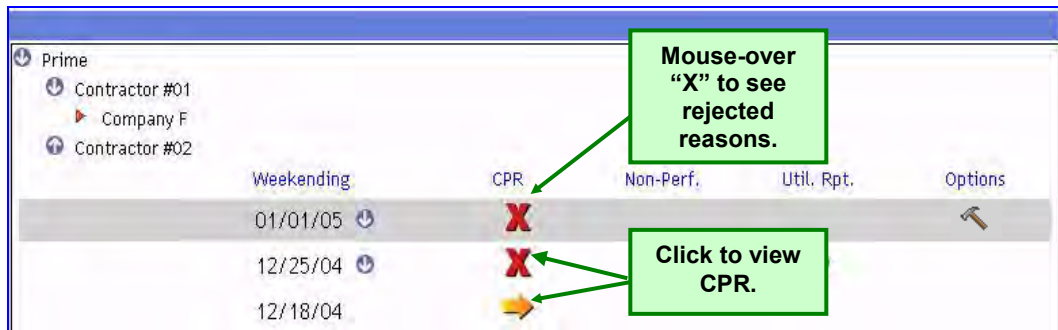 Prime
Contractor #01
Company F
Contractor #02
Mouse-over
“X” to see
rejected
reasons.
Weekending CPR Non-Perf. Util. Rpt. Options
01/01/05
12/25/04
Click to view
CPR.
12/18/04